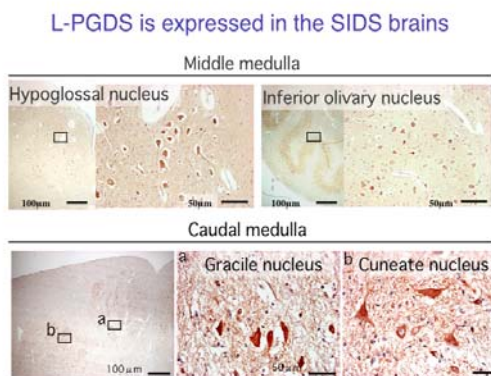 L-PGDS is expressed in the SIDS brains
Middle medulla
Hypoglossal nucleus
Inferior olivary nucleus
100μm
50μm
100μm
50μm
Caudal medulla
a
Gracile nucleus
b
Cuneate nucleus
a
b
100μm
50μm